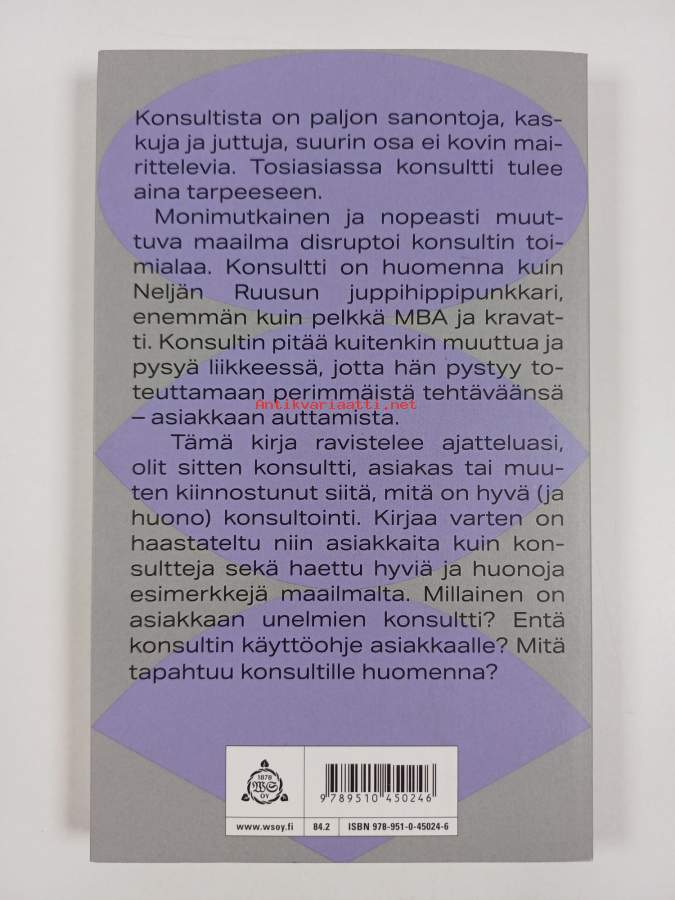 Konsultista on paljon sanontoja, kas-
kuja ja juttuja, suurin osa ei kovin mai-
rittelevia. Tosiasiassa konsultti tulee
aina tarpeeseen.
Monimutkainen ja nopeasti muut-
tuva maailma disruptoi konsultin toi-
mialaa. Konsultti on huomenna kuin
Neljän Ruusun juppihippipunkkari,
enemmän kuin pelkkä MBA ja kravat-
ti. Konsultin pitää kuitenkin muuttua ja
pysyä liikkeessä, jotta hän pystyy to-
teuttamaan perimmäistä tehtäväänsä
Antikvariaatti.net
– asiakkaan auttamista.
Tämä kirja ravistelee ajatteluasi,
olit sitten konsultti, asiakas tai muu-
ten kiinnostunut siitä, mitä on hyvä (ja
huono) konsultointi. Kirjaa varten on
haastateltu niin asiakkaita kuin kon-
sultteja sekä haettu hyviä ja huonoja
esimerkkejä maailmalta. Millainen on
asiakkaan unelmien konsultti? Entä
konsultin käyttöohje asiakkaalle? Mitä
tapahtuu konsultille huomenna?
1878
WS
OY
9 789510 450246
www.wsoy.fi 84.2 ISBN 978-951-0-45024-6